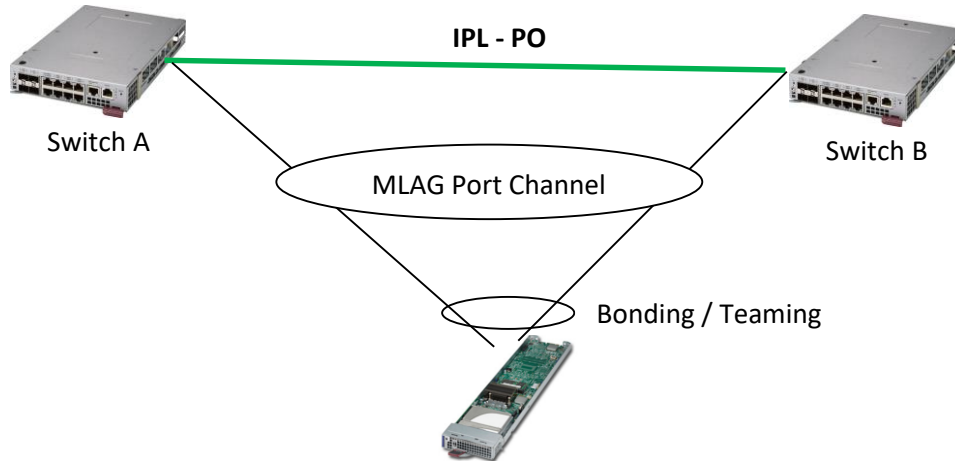 IPL - PO
Switch A
Switch B
MLAG Port Channel
Bonding / Teaming